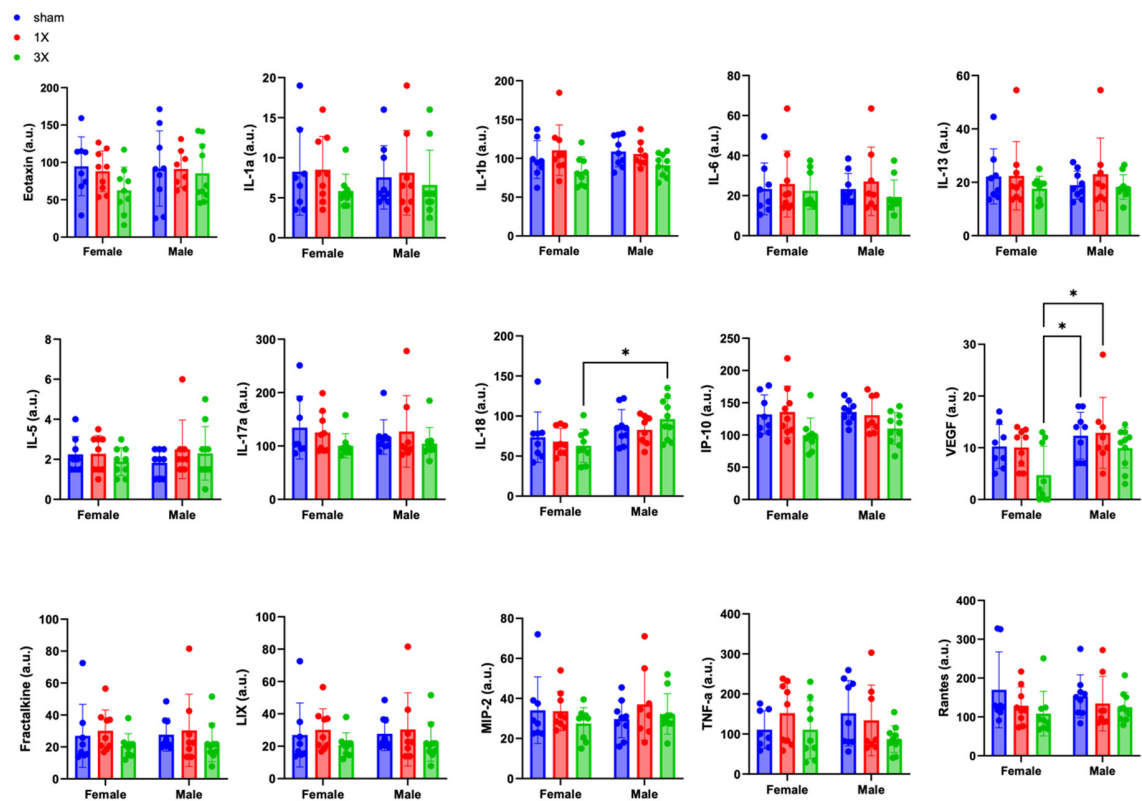 sham
1X
3X
Eotaxin (a.u.)
200
150
100
50
0
Female Male
IL-1a (a.u.)
20
15
10
5
0
Female Male
IL-1b (a.u.)
250
200
150
100
50
0
Female Male
IL-6 (a.u.)
80
60
40
20
0
Female Male
IL-13 (a.u.)
60
40
20
0
Female Male
IL-5 (a.u.)
8
6
4
2
0
Female Male
IL-17a (a.u.)
300
200
100
0
Female Male
IL-18 (a.u.)
200
150
100
50
0
*
Female Male
IP-10 (a.u.)
250
200
150
100
50
0
Female Male
VEGF (a.u.)
30
20
10
0
*
*
Female Male
Fractalkine (a.u.)
100
80
60
40
20
0
Female Male
LIX (a.u.)
100
80
60
40
20
0
Female Male
MIP-2 (a.u.)
80
60
40
20
0
Female Male
TNF-a (a.u.)
400
300
200
100
0
Female Male
Rantes (a.u.)
400
300
200
100
0
Female Male